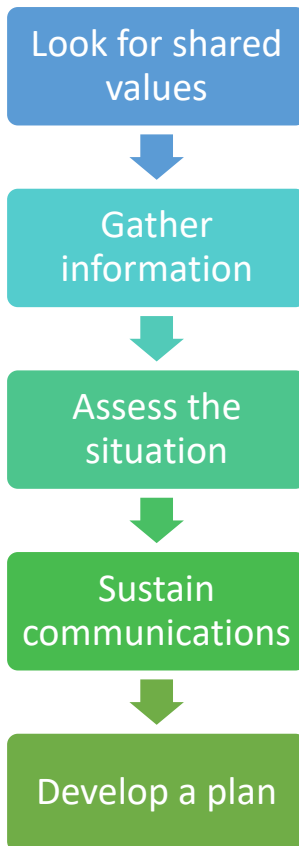 Look for shared
values
Gather
information
Assess the
situation
Sustain
communications
Develop a plan